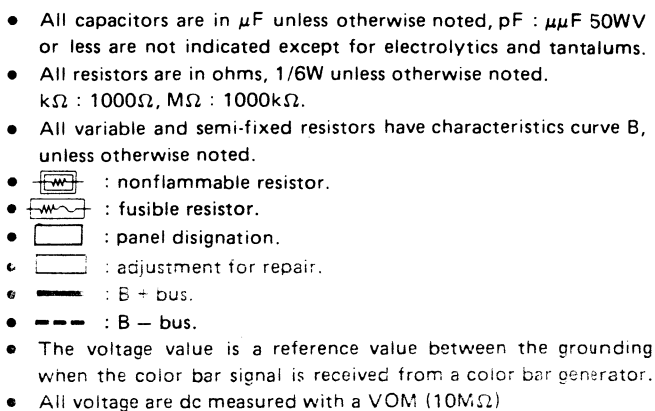 ● All capacitors are in μF unless otherwise noted, pF : μμF 50WV
or less are not indicated except for electrolytics and tantalums.
● All resistors are in ohms, 1/6W unless otherwise noted.
kΩ : 1000Ω, MΩ : 1000kΩ.
● All variable and semi-fixed resistors have characteristics curve B,
unless otherwise noted.
● : nonflammable resistor.
● : fusible resistor.
● : panel disignation.
● : adjustment for repair.
● : B + bus.
● : B – bus.
● The voltage value is a reference value between the grounding
when the color bar signal is received from a color bar generator.
● All voltage are dc measured with a VOM (10MΩ)